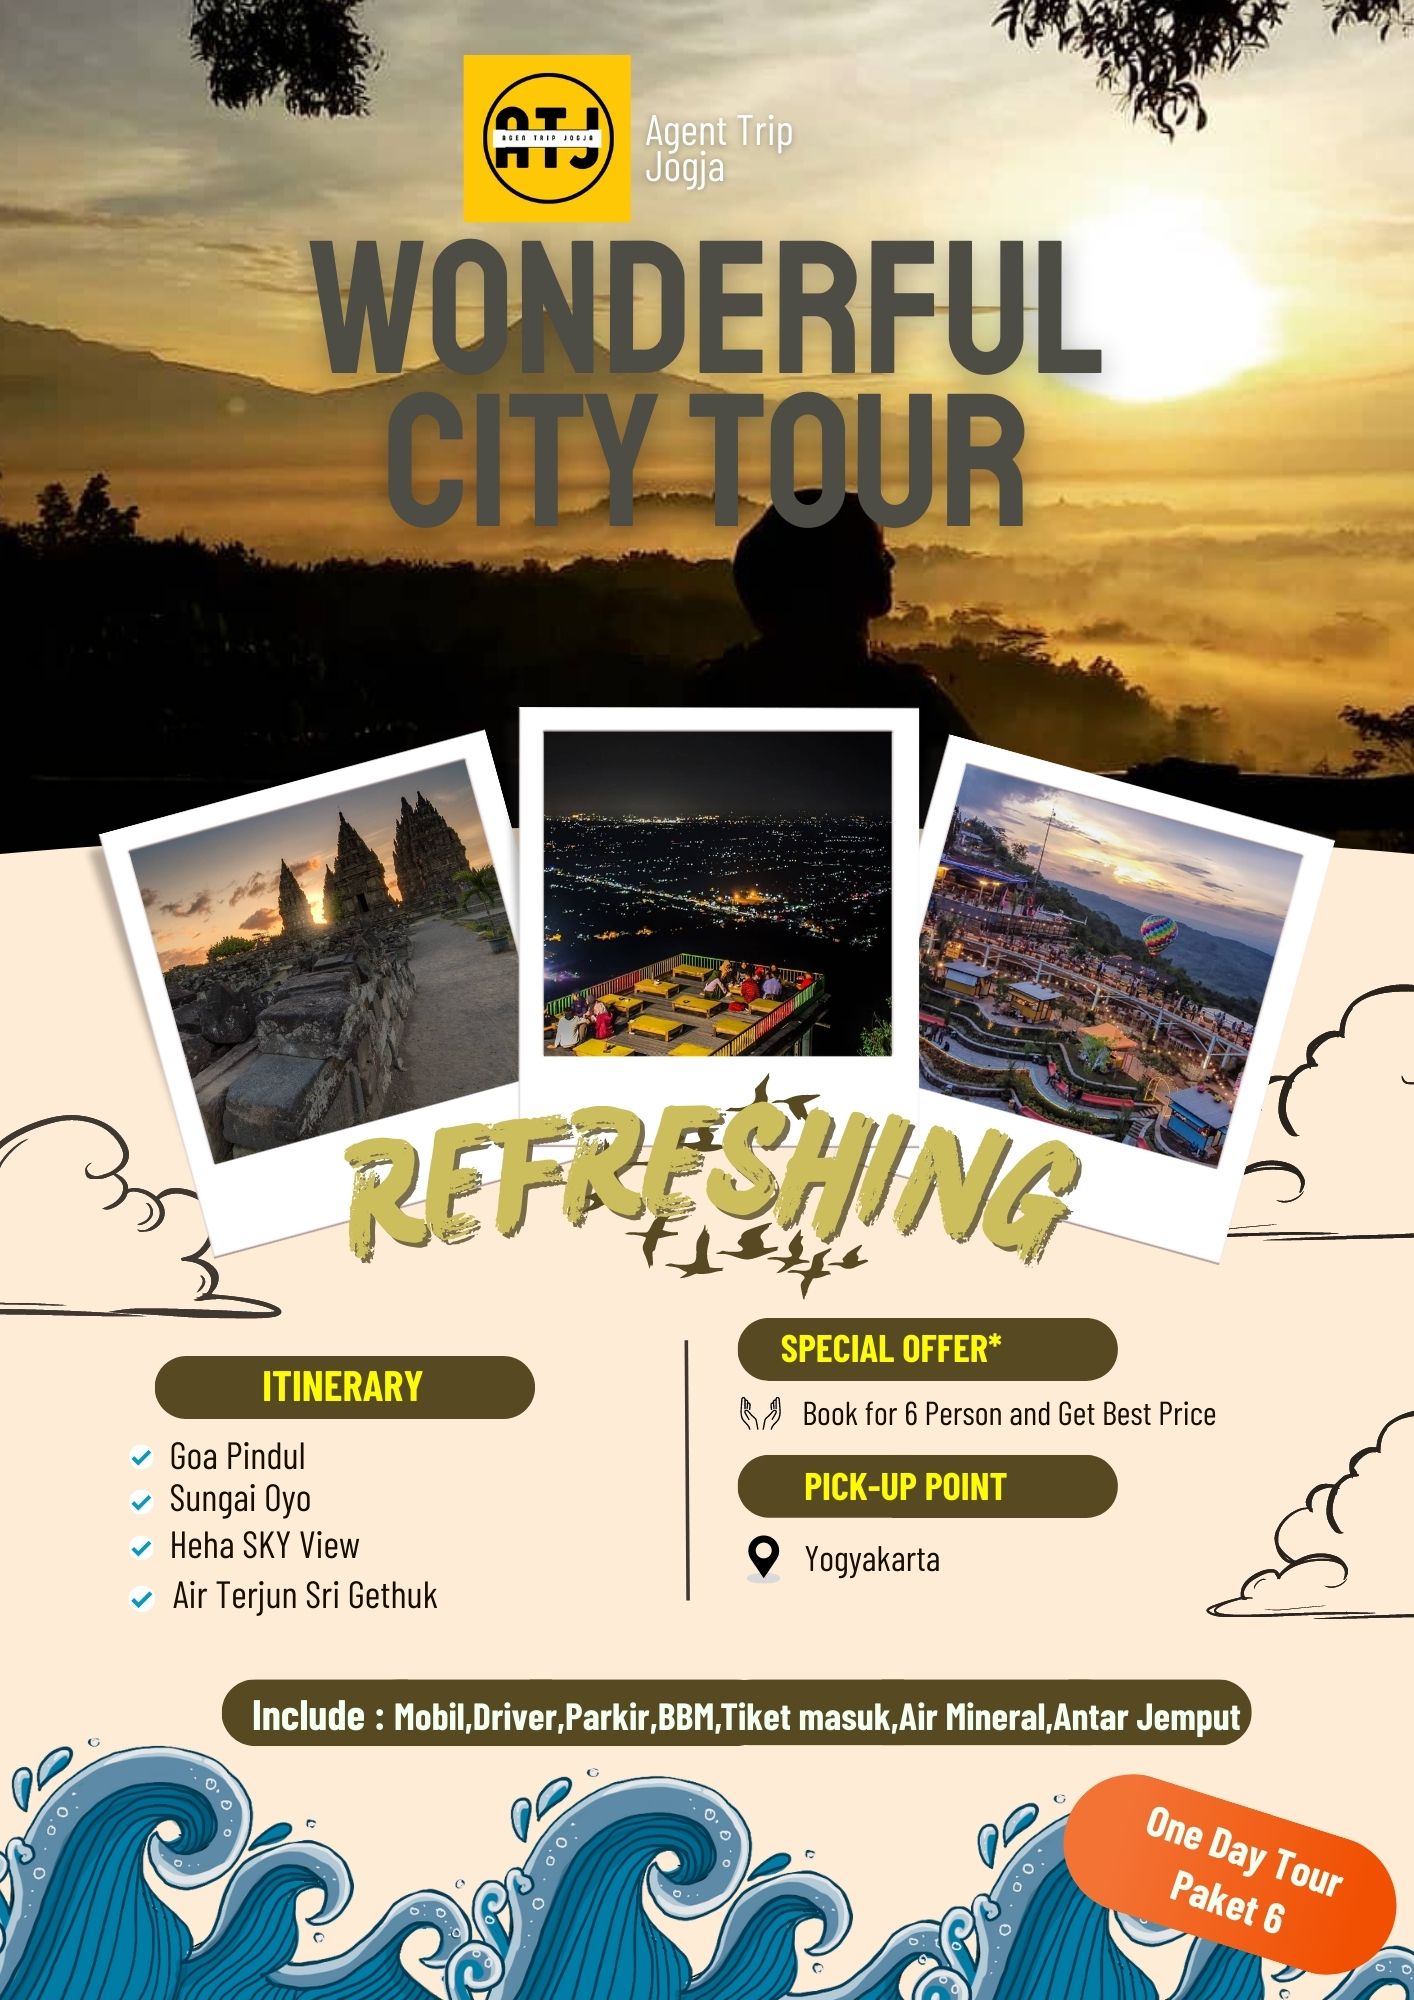 ATJ
AGEN TRIP JOGJA
Agent Trip
Jogja
WONDERFUL
CITY TOUR
REFRESHING
ITINERARY
Goa Pindul
Sungai Oyo
Heha SKY View
Air Terjun Sri Gethuk
SPECIAL OFFER*
Book for 6 Person and Get Best Price
PICK-UP POINT
Yogyakarta
Include : Mobil,Driver,Parkir,BBM,Tiket masuk,Air Mineral,Antar Jemput
One Day Tour
Paket 6